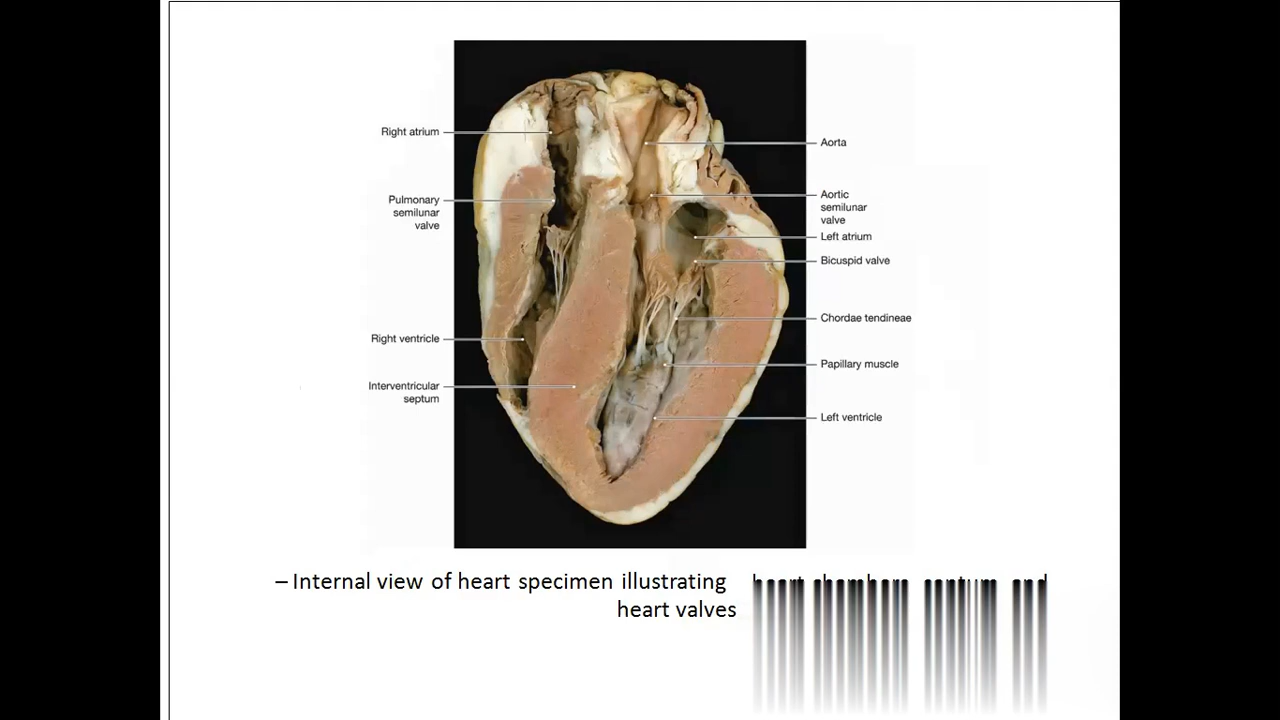 Right atrium
Pulmonary
semilunar
valve
Right ventricle
Interventricular
septum
Aorta
Aortic
semilunar
valve
Left atrium
Bicuspid valve
Chordae tendineae
Papillary muscle
Left ventricle
– Internal view of heart specimen illustrating
heart valves